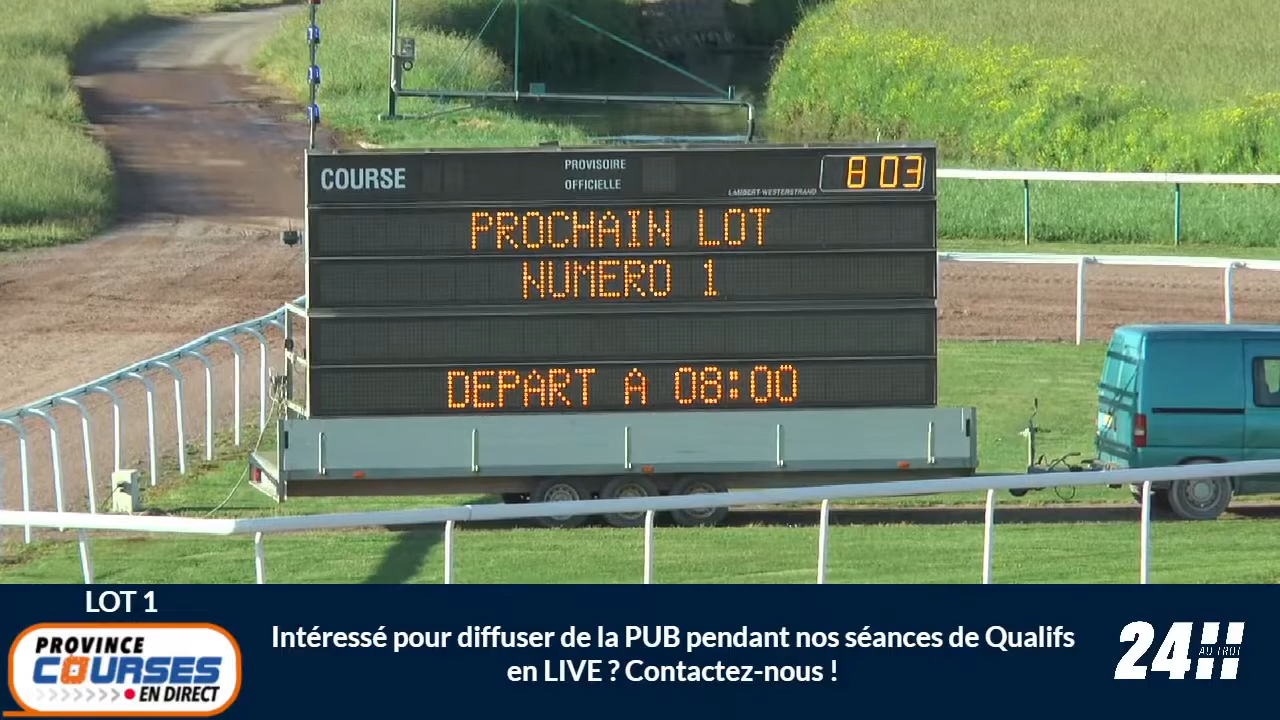 COURSE
PROVISOIRE
OFFICIELLE
8 03
LAMBERT-WESTERSTRAND
PROCHAIN LOT
NUMERO 1
DEPART A 08:00
LOT 1
PROVINCE
COURSES
EN DIRECT
Intéressé pour diffuser de la PUB pendant nos séances de Qualifs
en LIVE ? Contactez-nous !
24H
AU TROT